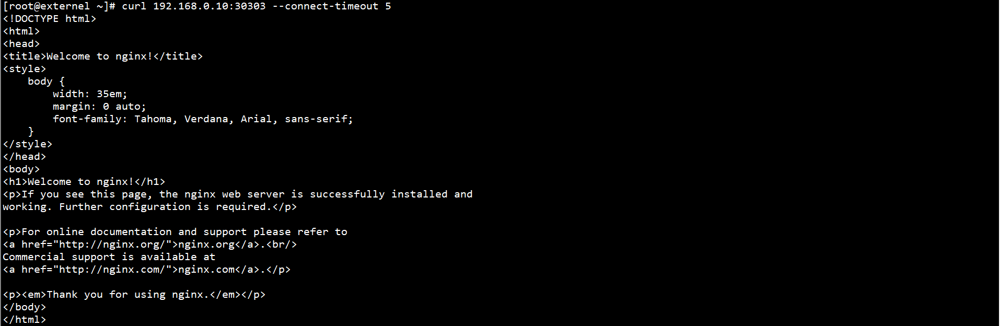 [root@external ~]# curl 192.168.0.10:30303 --connect-timeout 5
<!DOCTYPE html>
<html>
<head>
<title>Welcome to nginx!</title>
<style>
    body {
        width: 35em;
        margin: 0 auto;
        font-family: Tahoma, Verdana, Arial, sans-serif;
    }
</style>
</head>
<body>
<h1>Welcome to nginx!</h1>
<p>If you see this page, the nginx web server is successfully installed and
working. Further configuration is required.</p>

<p>For online documentation and support please refer to
<a href="http://nginx.org/">nginx.org</a>.<br/>
Commercial support is available at
<a href="http://nginx.com/">nginx.com</a>.</p>

<p><em>Thank you for using nginx.</em></p>
</body>
</html>